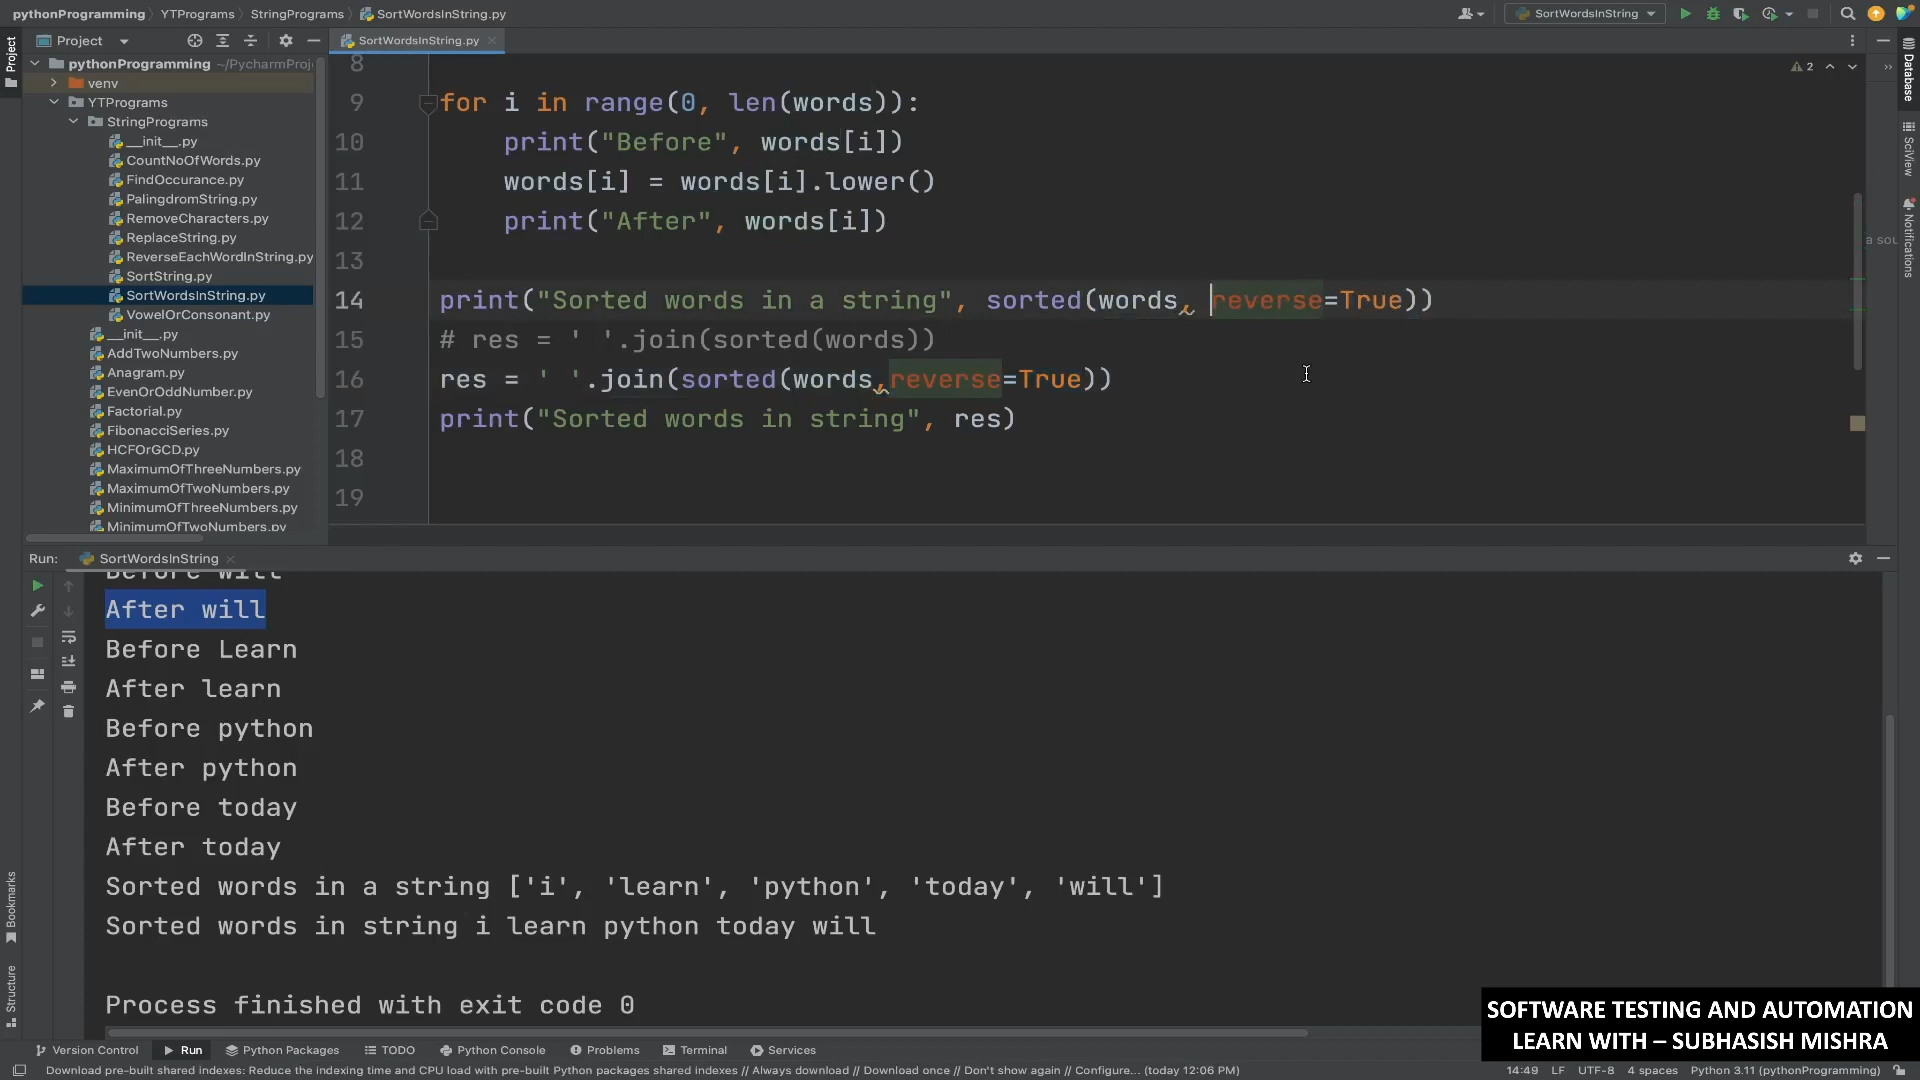 pythonProgramming YTPrograms StringPrograms SortWordsInString.py
SortWordsInString
Project
SortWordsInString.py
pythonProgramming ~/PycharmProj
venv
YTPrograms
StringPrograms
__init__.py
CountNoOfWords.py
FindOccurance.py
PalingdromString.py
RemoveCharacters.py
ReplaceString.py
ReverseEachWordInString.py
SortString.py
SortWordsInString.py
VowelOrConsonant.py
__init__.py
AddTwoNumbers.py
Anagram.py
EvenOrOddNumber.py
Factorial.py
FibonacciSeries.py
HCFOrGCD.py
MaximumOfThreeNumbers.py
MaximumOfTwoNumbers.py
MinimumOfThreeNumbers.py
MinimumOfTwoNumbers.py
Project
8
9 for i in range(0, len(words)):
10 print("Before", words[i])
11 words[i] = words[i].lower()
12 print("After", words[i])
13
14 print("Sorted words in a string", sorted(words, reverse=True))
15 # res = ' '.join(sorted(words))
16 res = ' '.join(sorted(words,reverse=True))
17 print("Sorted words in string", res)
18
19
2
a sou
Database
SciView
Notifications
Run: SortWordsInString
Before will
After will
Before Learn
After learn
Before python
After python
Before today
After today
Sorted words in a string ['i', 'learn', 'python', 'today', 'will']
Sorted words in string i learn python today will
Process finished with exit code 0
Bookmarks
Structure
SOFTWARE TESTING AND AUTOMATION
LEARN WITH – SUBHASISH MISHRA
Version Control Run Python Packages TODO Python Console Problems Terminal Services
Download pre-built shared indexes: Reduce the indexing time and CPU load with pre-built Python packages shared indexes // Always download // Download once // Don't show again // Configure... (today 12:06 PM) 14:49 LF UTF-8 4 spaces Python 3.11 (pythonProgramming)